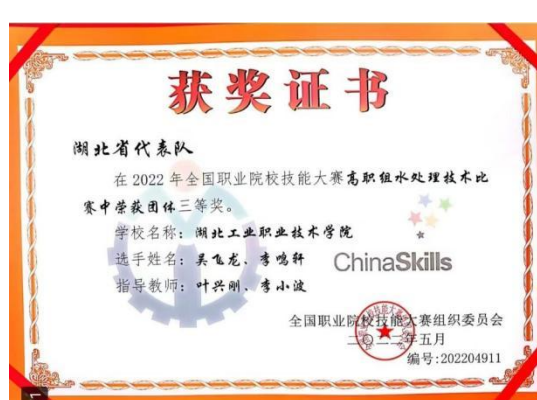 获奖证书
湖北省代表队
在2022年全国职业院校技能大赛高职组水处理技术比
赛中荣获团体三等奖。
学校名称：湖北工业职业技术学院
选手姓名：吴飞龙、李鸣轩
指导教师：叶兴刚、李小波
ChinaSkills
全国职业院校技能大赛组织委员会
二〇二二年五月
编号:202204911